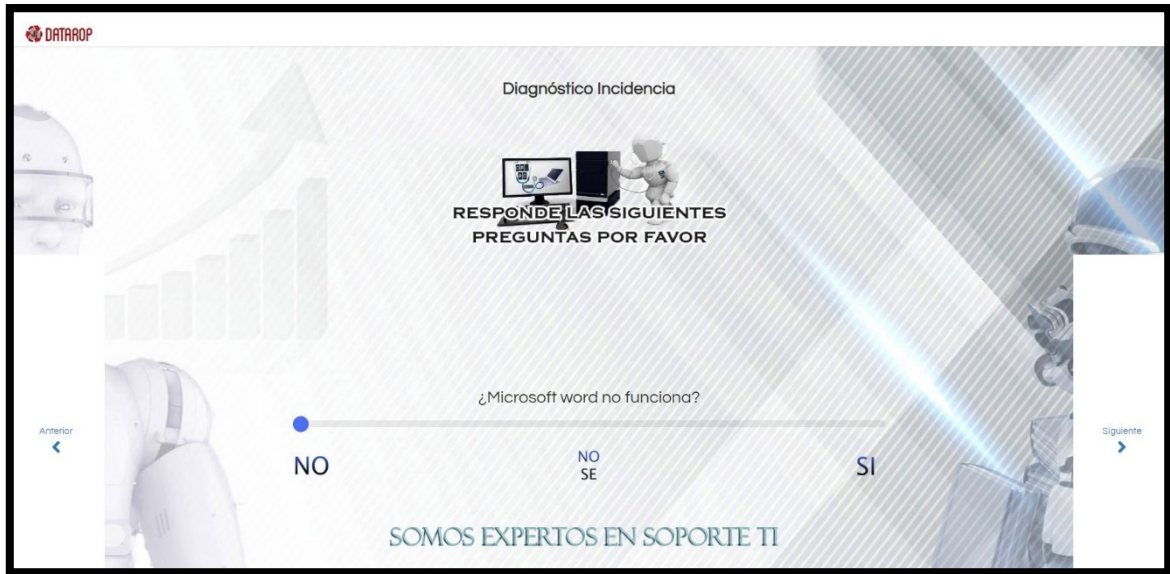 DATAROP
Diagnóstico Incidencia
RESPONDE LAS SIGUIENTES
PREGUNTAS POR FAVOR
¿Microsoft word no funciona?
Anterior
Siguiente
NO
NO
SE
SI
SOMOS EXPERTOS EN SOPORTE TI